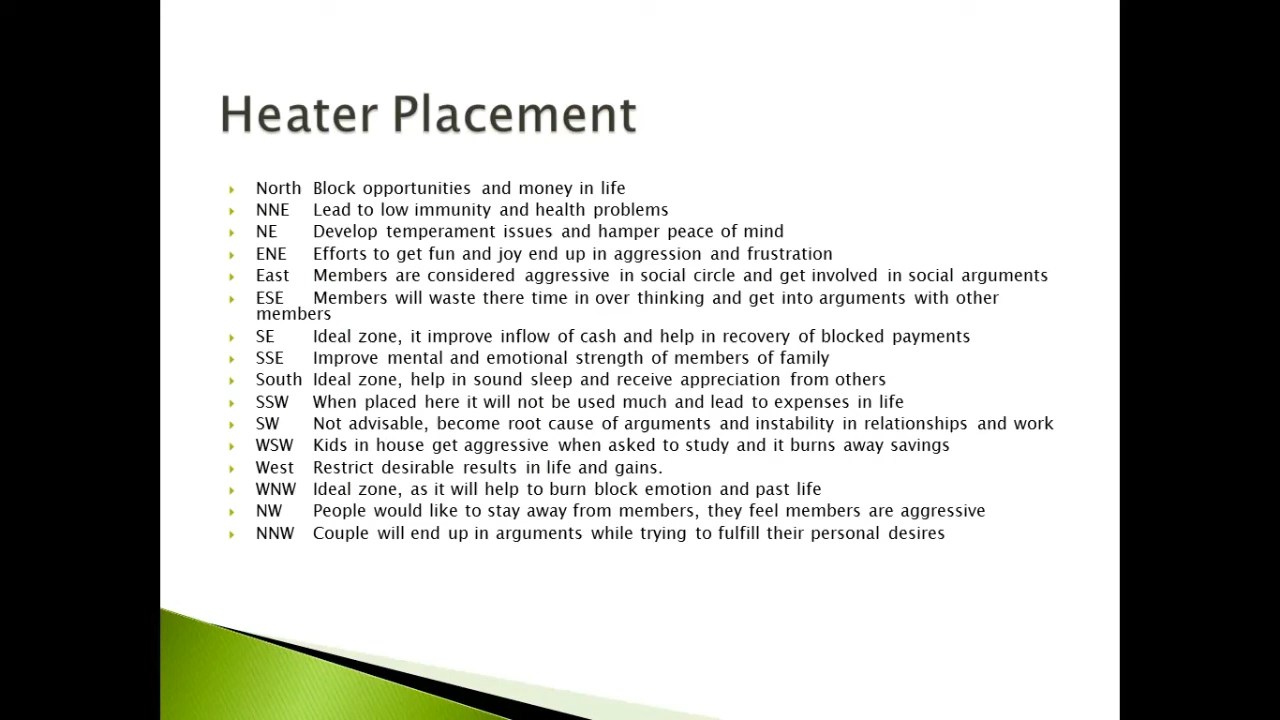 Heater Placement
North Block opportunities and money in life
NNE Lead to low immunity and health problems
NE Develop temperament issues and hamper peace of mind
ENE Efforts to get fun and joy end up in aggression and frustration
East Members are considered aggressive in social circle and get involved in social arguments
ESE Members will waste there time in over thinking and get into arguments with other
members
SE Ideal zone, it improve inflow of cash and help in recovery of blocked payments
SSE Improve mental and emotional strength of members of family
South Ideal zone, help in sound sleep and receive appreciation from others
SSW When placed here it will not be used much and lead to expenses in life
SW Not advisable, become root cause of arguments and instability in relationships and work
WSW Kids in house get aggressive when asked to study and it burns away savings
West Restrict desirable results in life and gains.
WNW Ideal zone, as it will help to burn block emotion and past life
NW People would like to stay away from members, they feel members are aggressive
NNW Couple will end up in arguments while trying to fulfill their personal desires